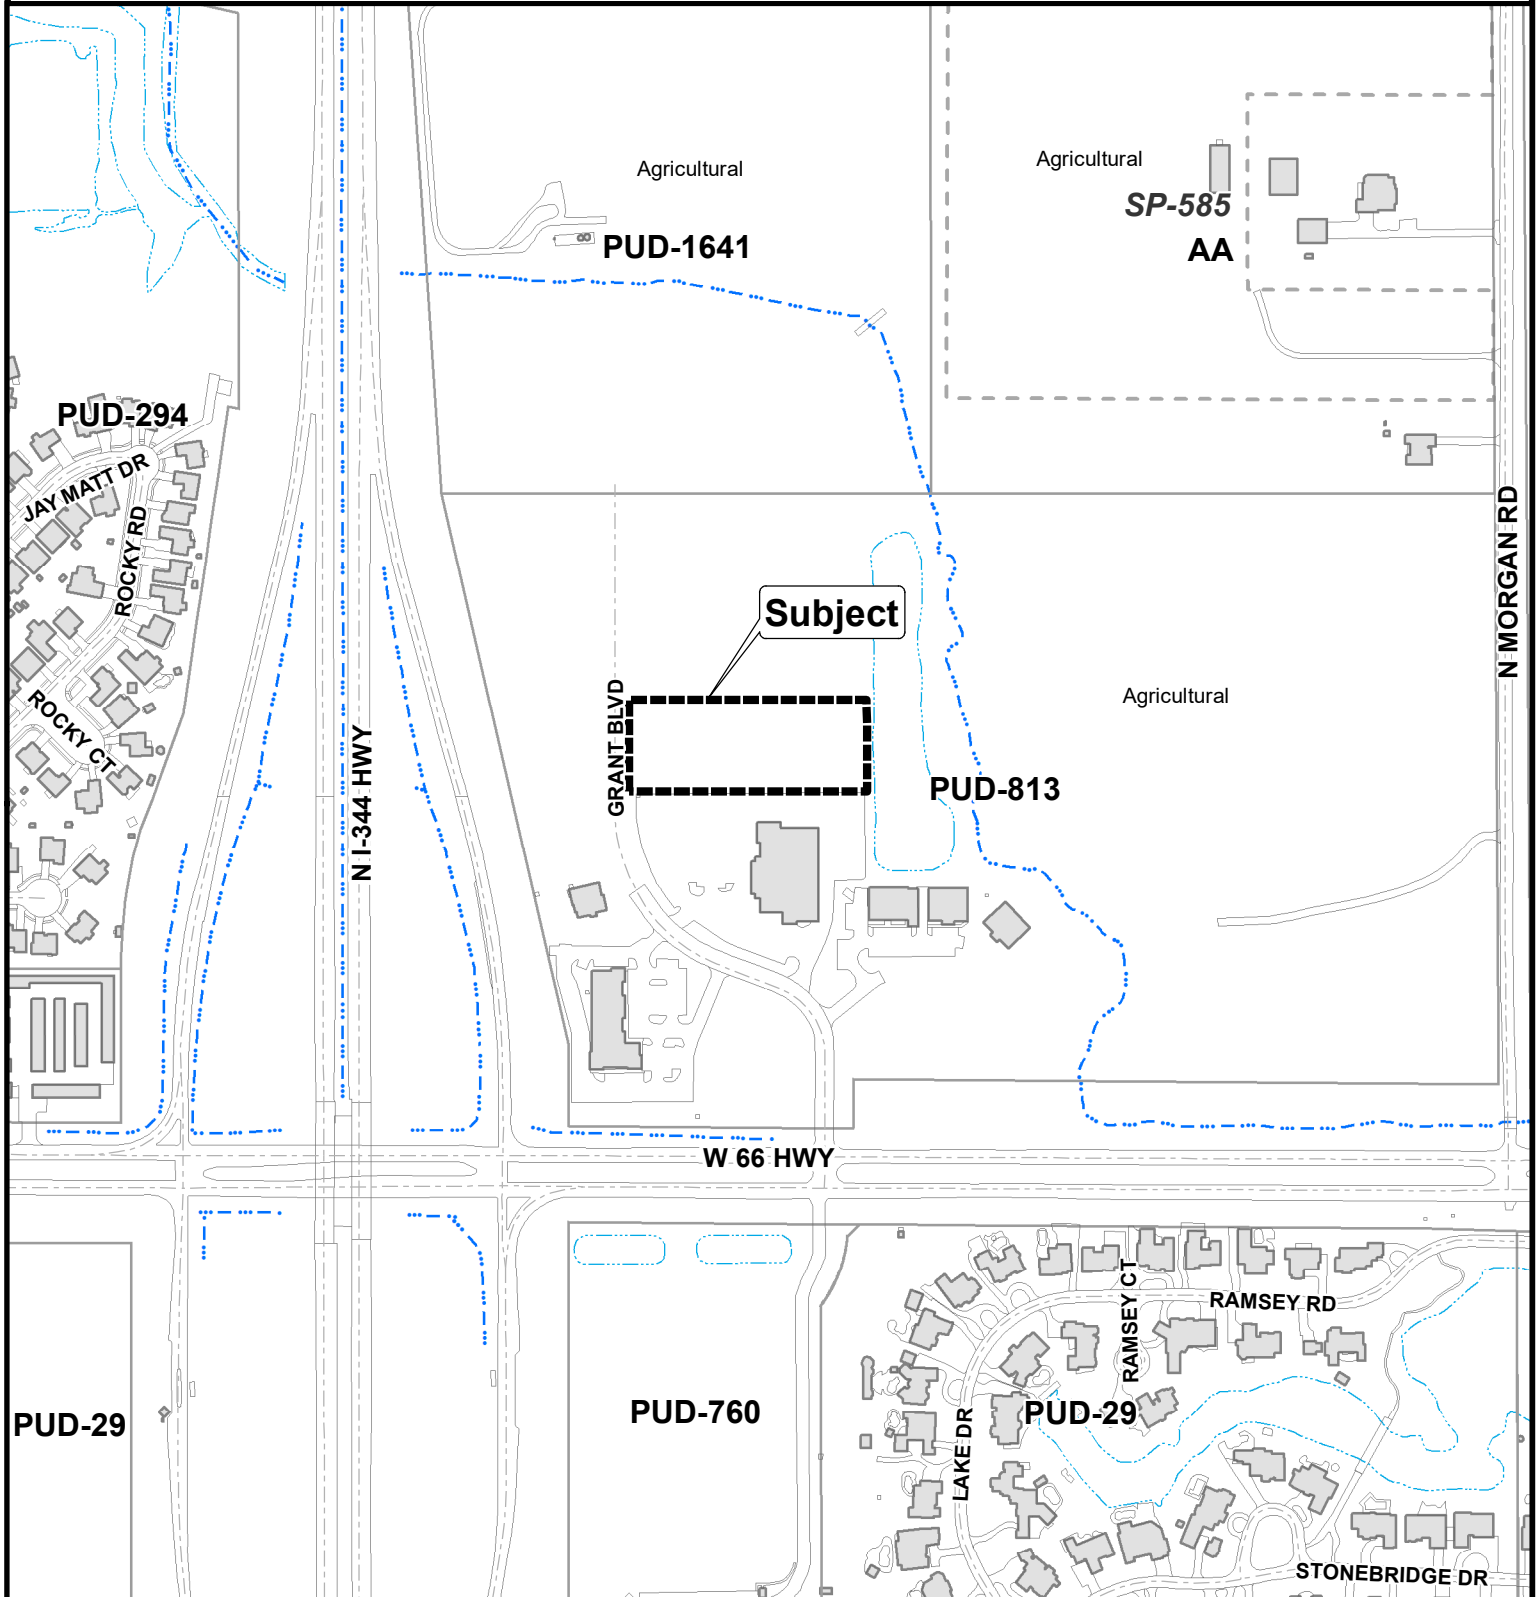 Agricultural
Agricultural
SP-585
PUD-1641
AA
PUD-294
JAY MATT DR
ROCKY RD
N MORGAN RD
Subject
ROCKY CT
GRANT BLVD
Agricultural
N I-344 HWY
PUD-813
W 66 HWY
RAMSEY CT
RAMSEY RD
PUD-29
PUD-760
PUD-29
LAKE DR
STONEBRIDGE DR